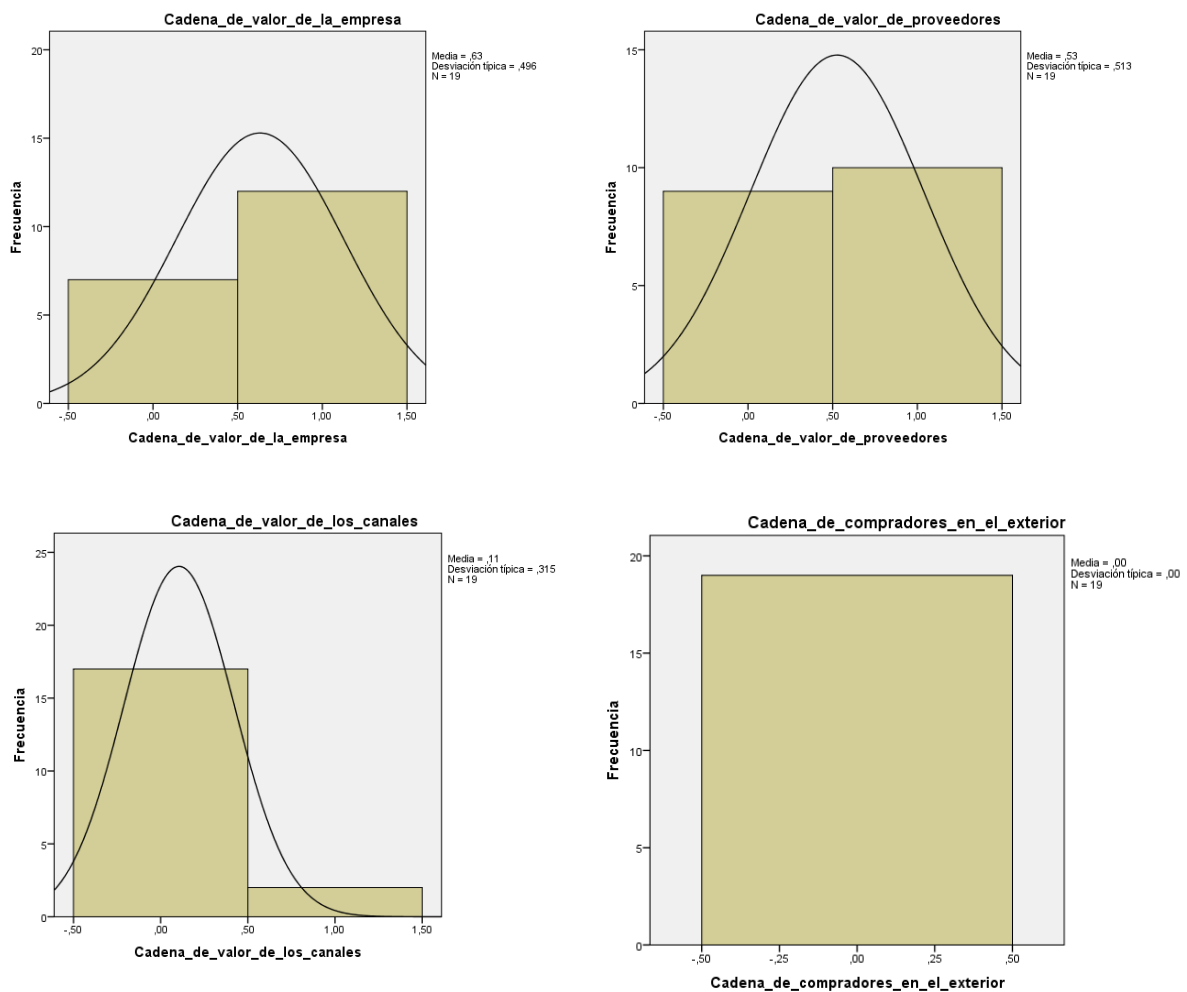 Cadena_de_valor_de_la_empresa
Media = ,63
Desviación típica = ,496
N = 19
20
15
10
5
0
Frecuencia
-,50 ,00 ,50 1,00 1,50
Cadena_de_valor_de_la_empresa
Cadena_de_valor_de_proveedores
Media = ,53
Desviación típica = ,513
N = 19
15
10
5
0
Frecuencia
-,50 ,00 ,50 1,00 1,50
Cadena_de_valor_de_proveedores
Cadena_de_valor_de_los_canales
Media = ,11
Desviación típica = ,315
N = 19
25
20
15
10
5
0
Frecuencia
-,50 ,00 ,50 1,00 1,50
Cadena_de_valor_de_los_canales
Cadena_de_compradores_en_el_exterior
Media = ,00
Desviación típica = ,00
N = 19
20
15
10
5
0
Frecuencia
-,50 -,25 ,00 ,25 ,50
Cadena_de_compradores_en_el_exterior